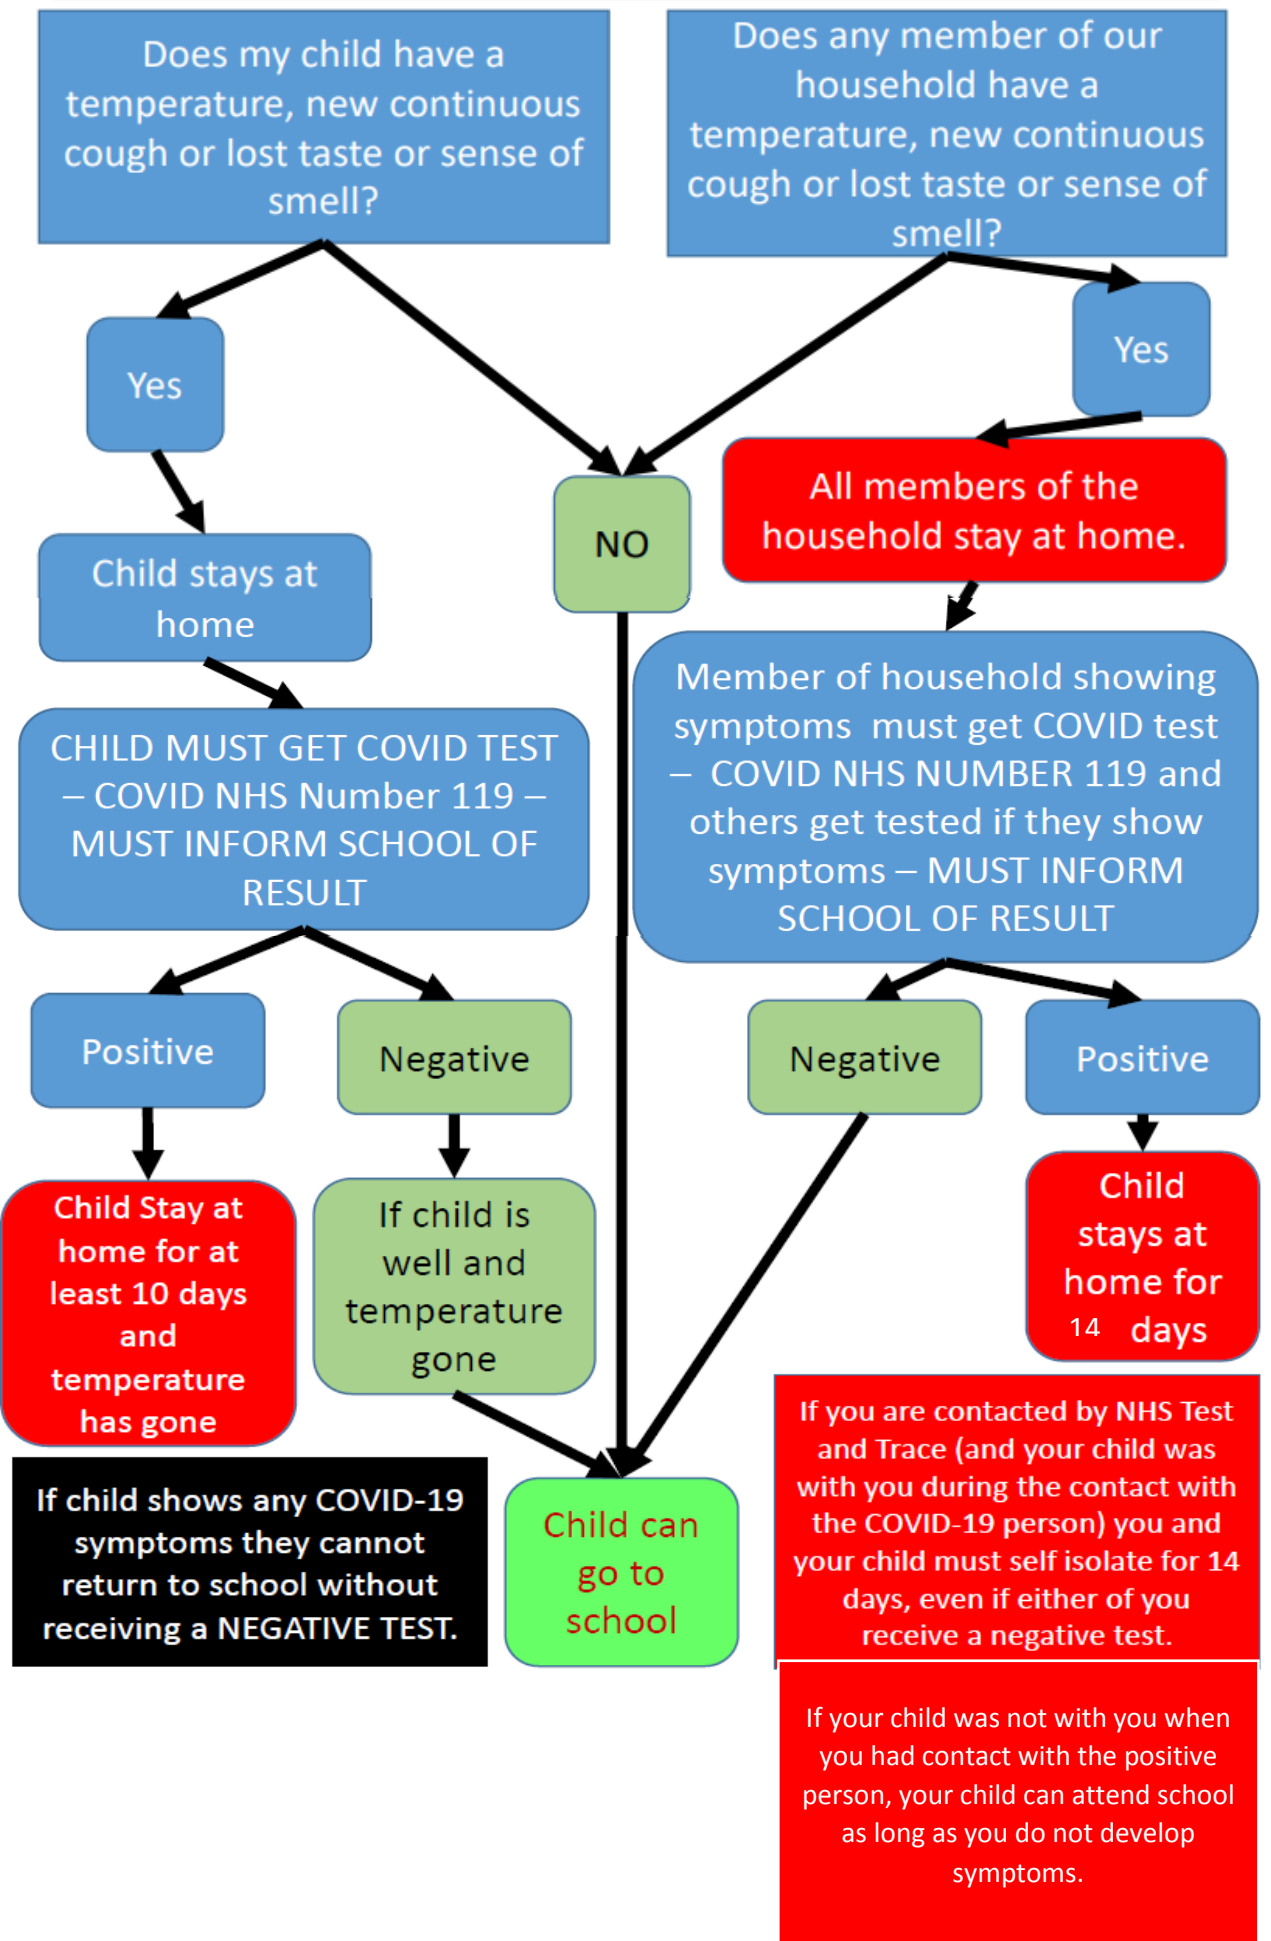 Does my child have a
temperature, new continuous
cough or lost taste or sense of
smell?
Does any member of our
household have a
temperature, new continuous
cough or lost taste or sense of
smell?
Yes
Yes
NO
All members of the
household stay at home.
Child stays at
home
CHILD MUST GET COVID TEST
– COVID NHS Number 119 –
MUST INFORM SCHOOL OF
RESULT
Member of household showing
symptoms must get COVID test
– COVID NHS NUMBER 119 and
others get tested if they show
symptoms – MUST INFORM
SCHOOL OF RESULT
Positive
Negative
Negative
Positive
Child Stay at
home for at
least 10 days
and
temperature
has gone
If child is
well and
temperature
gone
Child
stays at
home for
14 days
If child shows any COVID-19
symptoms they cannot
return to school without
receiving a NEGATIVE TEST.
Child can
go to
school
If you are contacted by NHS Test
and Trace (and your child was
with you during the contact with
the COVID-19 person) you and
your child must self isolate for 14
days, even if either of you
receive a negative test.
If your child was not with you when
you had contact with the positive
person, your child can attend school
as long as you do not develop
symptoms.